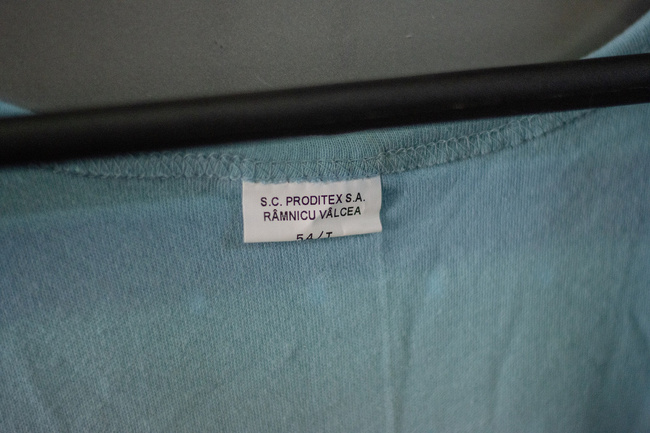 S.C. PRODITEX S.A.
RÂMNICU VÂLCEA
54/I